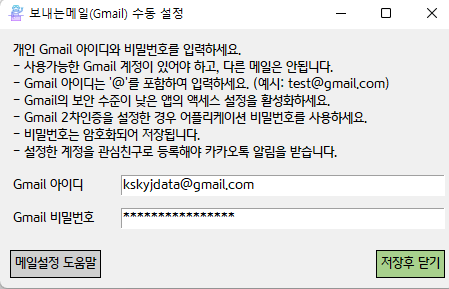 보내는메일(Gmail) 수동 설정
개인 Gmail 아이디와 비밀번호를 입력하세요.
- 사용가능한 Gmail 계정이 있어야 하고, 다른 메일은 안됩니다.
- Gmail 아이디는 '@'를 포함하여 입력하세요. (예시: test@gmail.com)
- Gmail의 보안 수준이 낮은 앱의 액세스 설정을 활성화하세요.
- Gmail 2차인증을 설정한 경우 어플리케이션 비밀번호를 사용하세요.
- 비밀번호는 암호화되어 저장됩니다.
- 설정한 계정을 관심친구로 등록해야 카카오톡 알림을 받습니다.
Gmail 아이디 kskyjdata@gmail.com
Gmail 비밀번호 ****************
메일설정 도움말 저장후 닫기